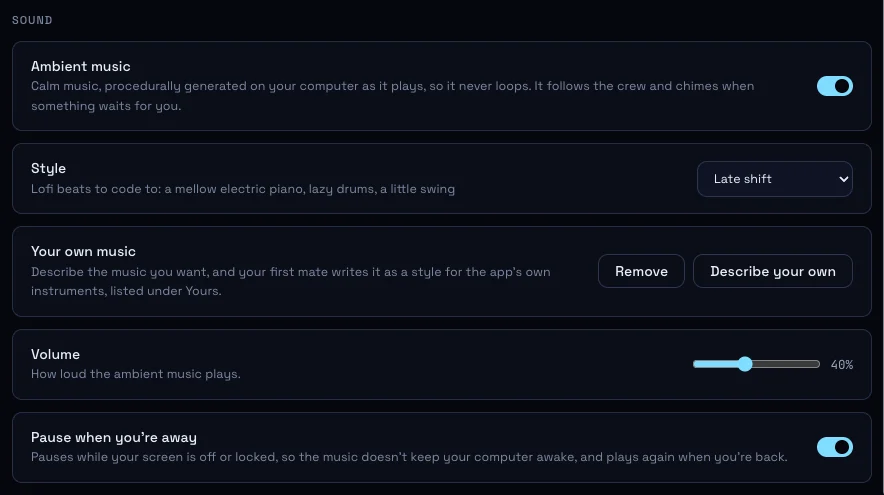 SOUND
Ambient music
Calm music, procedurally generated on your computer as it plays, so it never loops. It follows the crew and chimes when
something waits for you.
Style
Lofi beats to code to: a mellow electric piano, lazy drums, a little swing
Late shift
Your own music
Describe the music you want, and your first mate writes it as a style for the app's own
instruments, listed under Yours.
Remove
Describe your own
Volume
How loud the ambient music plays.
40%
Pause when you're away
Pauses while your screen is off or locked, so the music doesn't keep your computer awake, and plays again when you're back.